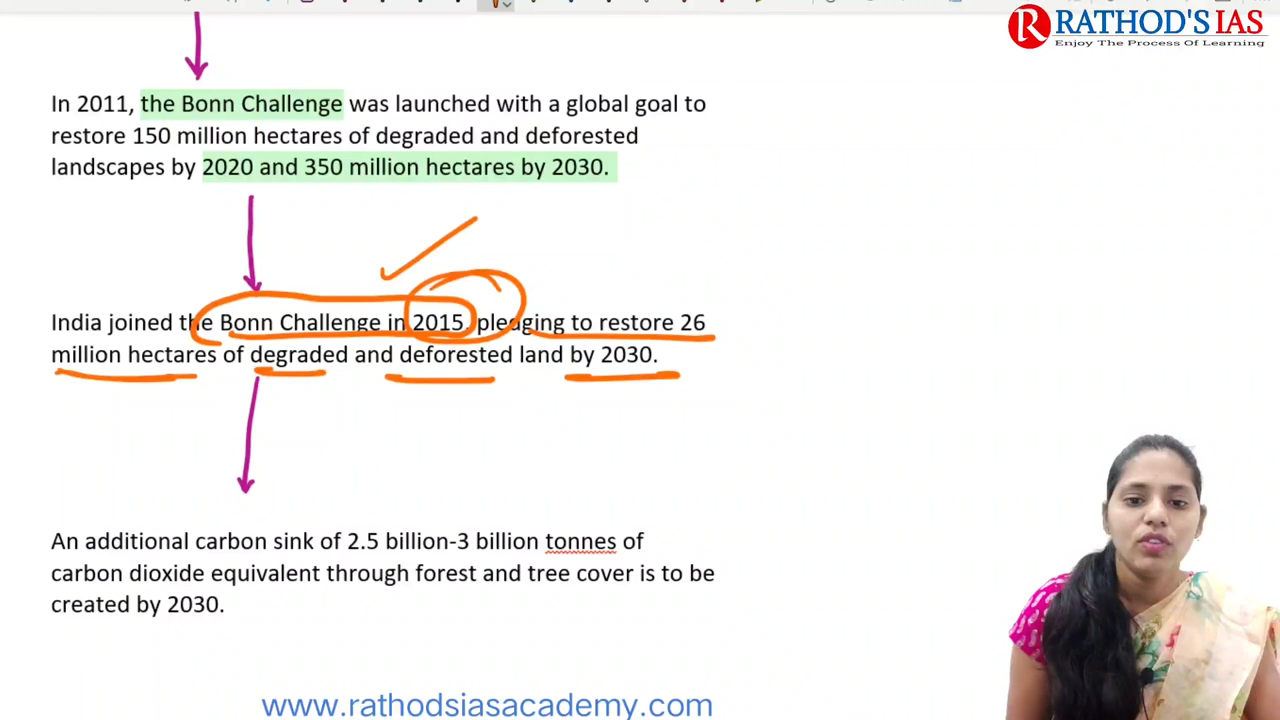 RATHOD'S IAS
Enjoy The Process Of Learning
In 2011, the Bonn Challenge was launched with a global goal to
restore 150 million hectares of degraded and deforested
landscapes by 2020 and 350 million hectares by 2030.
India joined the Bonn Challenge in 2015, pledging to restore 26
million hectares of degraded and deforested land by 2030.
An additional carbon sink of 2.5 billion-3 billion tonnes of
carbon dioxide equivalent through forest and tree cover is to be
created by 2030.
www.rathodsiasacademy.com